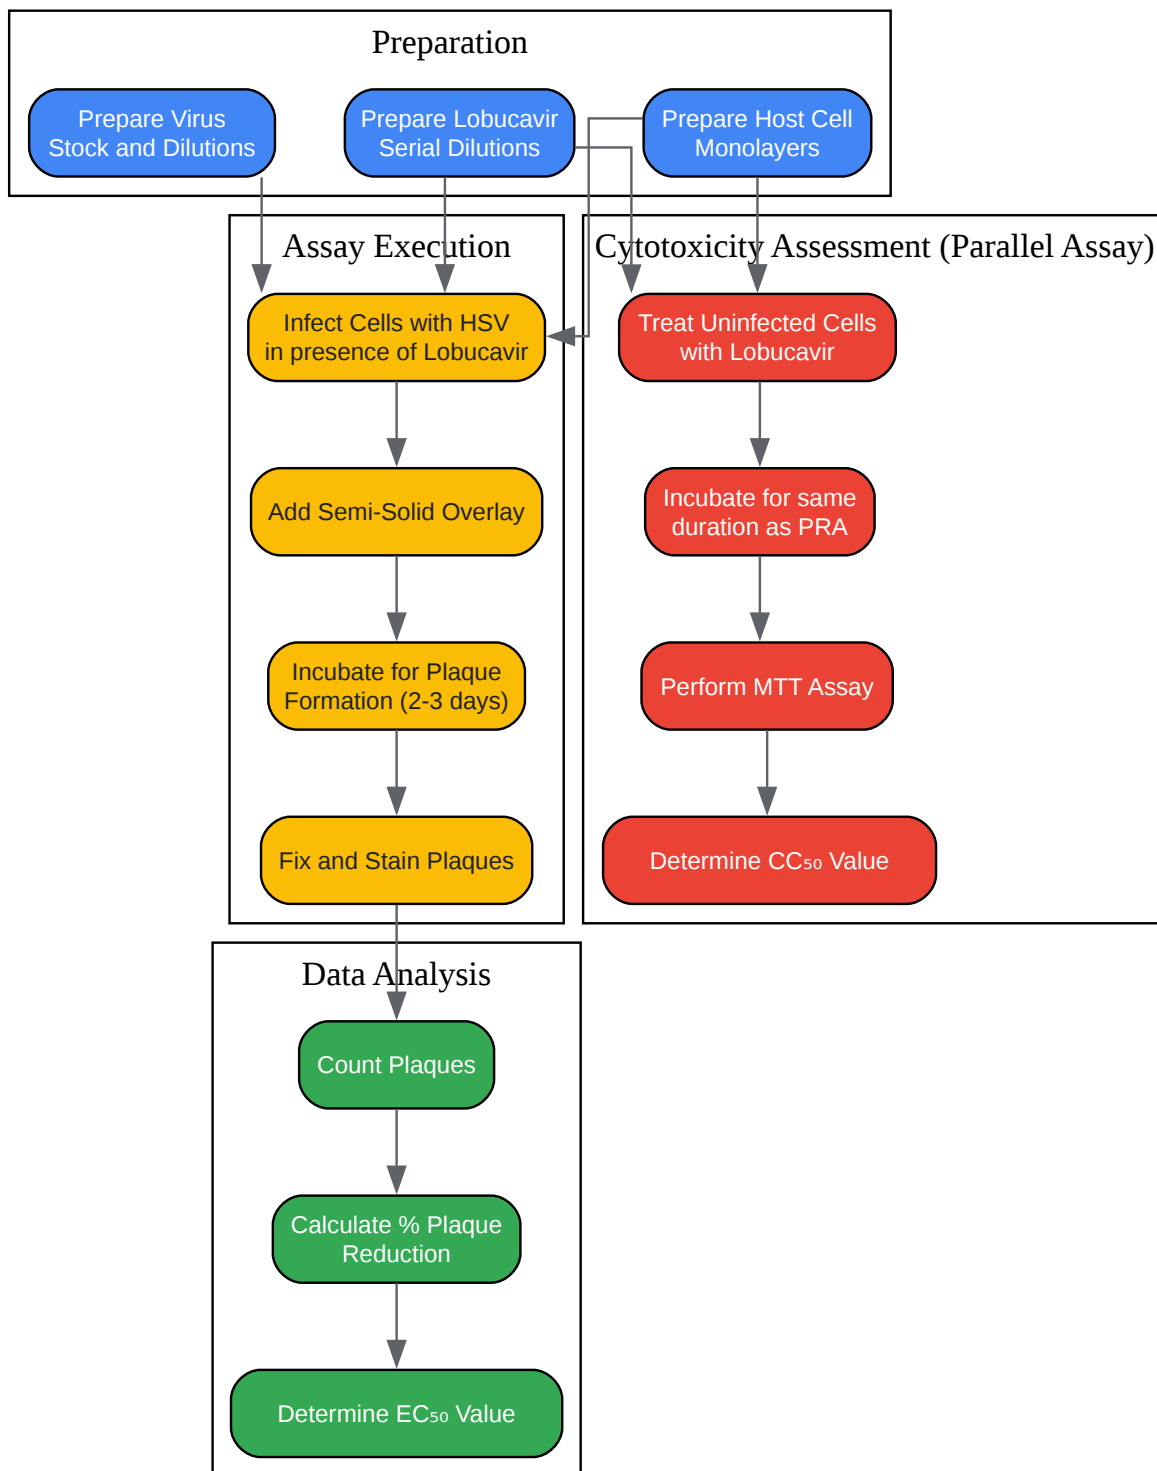 Preparation
Prepare Virus
Stock and Dilutions
Prepare Lobucavir
Serial Dilutions
Prepare Host Cell
Monolayers
Assay Execution
Infect Cells with HSV
in presence of Lobucavir
Add Semi-Solid Overlay
Incubate for Plaque
Formation (2-3 days)
Fix and Stain Plaques
Cytotoxicity Assessment (Parallel Assay)
Treat Uninfected Cells
with Lobucavir
Incubate for same
duration as PRA
Perform MTT Assay
Determine CC₅₀ Value
Data Analysis
Count Plaques
Calculate % Plaque
Reduction
Determine EC₅₀ Value